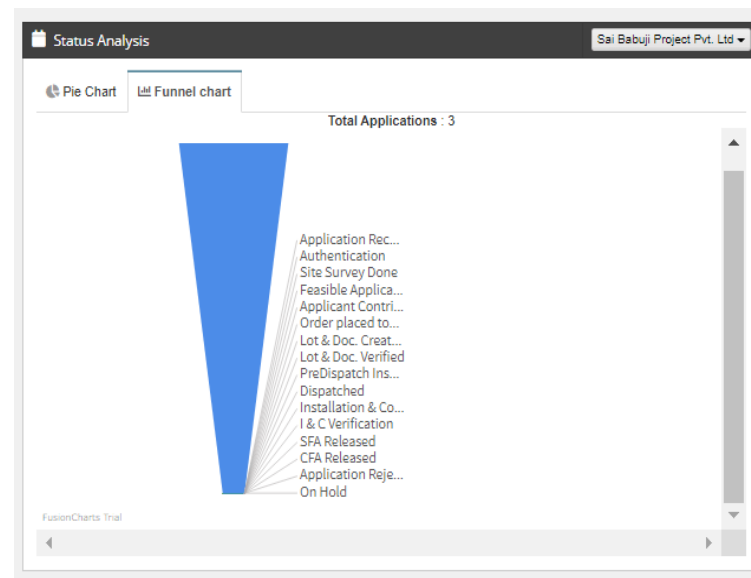 Status Analysis
Sai Babuji Project Pvt. Ltd
Pie Chart
Funnel chart
Total Applications : 3
Application Rec...
Authentication
Site Survey Done
Feasible Applica...
Applicant Contri...
Order placed to...
Lot & Doc. Creat...
Lot & Doc. Verified
PreDispatch Ins...
Dispatched
Installation & Co...
I & C Verification
SFA Released
CFA Released
Application Reje...
On Hold
FusionCharts Trial